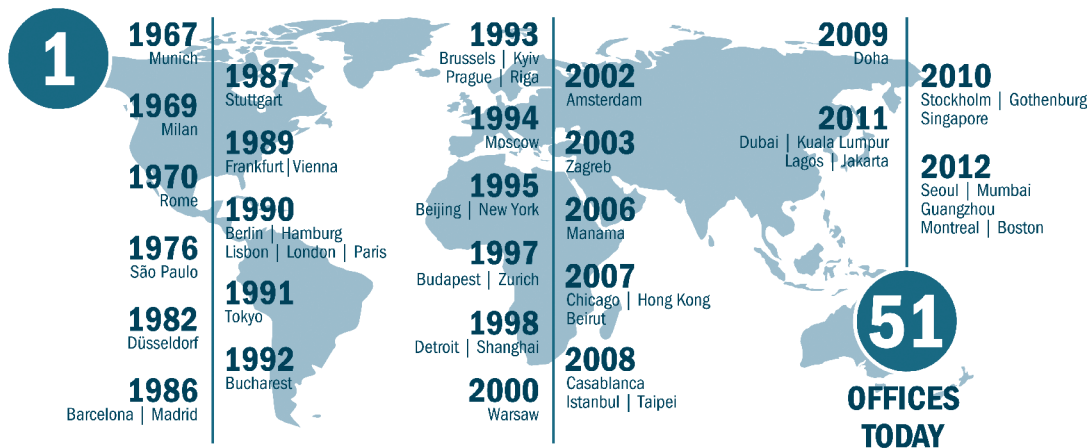 1
1967
Munich
1969
Milan
1970
Rome
1976
São Paulo
1982
Düsseldorf
1986
Barcelona | Madrid
1987
Stuttgart
1989
Frankfurt | Vienna
1990
Berlin | Hamburg
Lisbon | London | Paris
1991
Tokyo
1992
Bucharest
1993
Brussels | Kyiv
Prague | Riga
1994
Moscow
1995
Beijing | New York
1997
Budapest | Zurich
1998
Detroit | Shanghai
2000
Warsaw
2002
Amsterdam
2003
Zagreb
2006
Manama
2007
Chicago | Hong Kong
Beirut
2008
Casablanca
Istanbul | Taipei
2009
Doha
2011
Dubai | Kuala Lumpur
Lagos | Jakarta
2010
Stockholm | Gothenburg
Singapore
2012
Seoul | Mumbai
Guangzhou
Montreal | Boston
51
OFFICES
TODAY